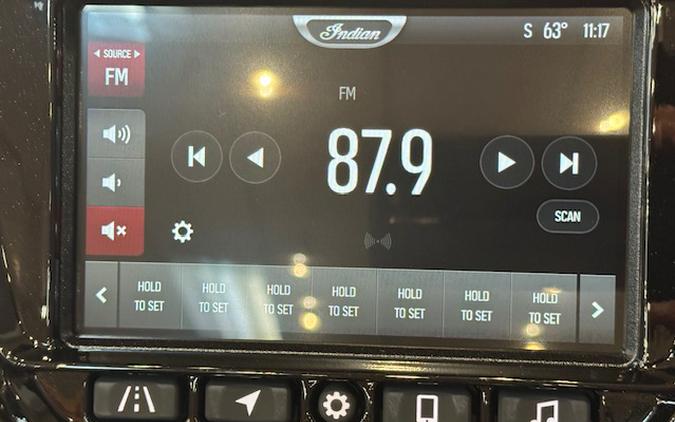 Indian
S 63° 11:17
SOURCE
FM
FM
87.9
SCAN
HOLD TO SET
HOLD TO SET
HOLD TO SET
HOLD TO SET
HOLD TO SET
HOLD TO SET
HOLD TO SET